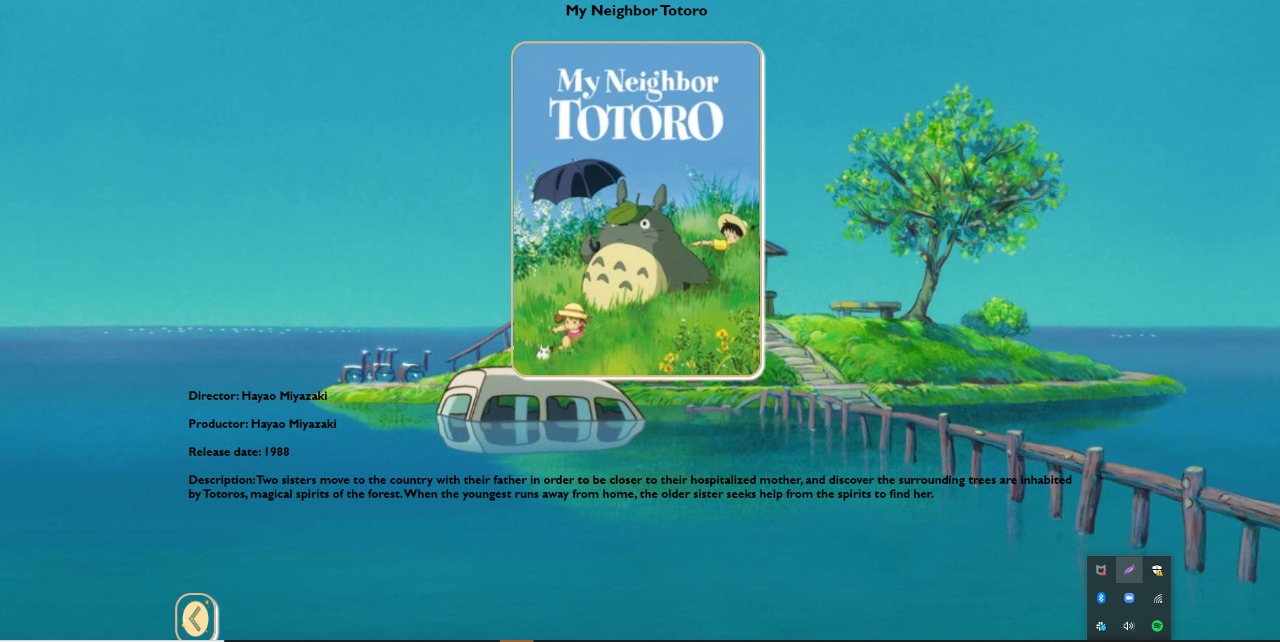 My Neighbor Totoro
My Neighbor
TOTORO
Director: Hayao Miyazaki
Productor: Hayao Miyazaki
Release date: 1988
Description:Two sisters move to the country with their father in order to be closer to their hospitalized mother, and discover the surrounding trees are inhabited
by Totoros, magical spirits of the forest. When the youngest runs away from home, the older sister seeks help from the spirits to find her.